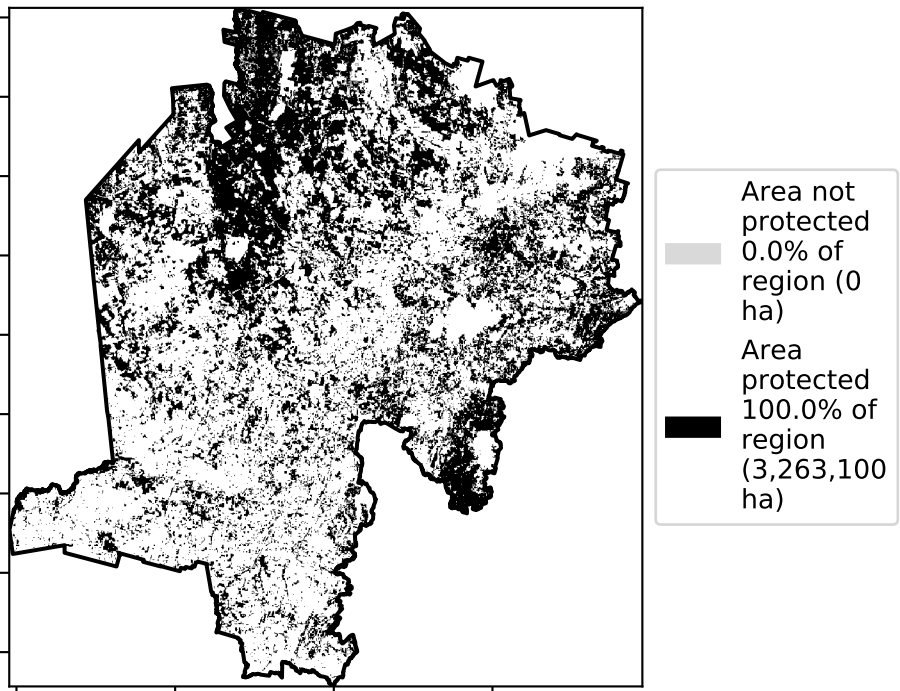 Area not
protected
0.0% of
region (0
ha)
Area
protected
100.0% of
region
(3,263,100
ha)